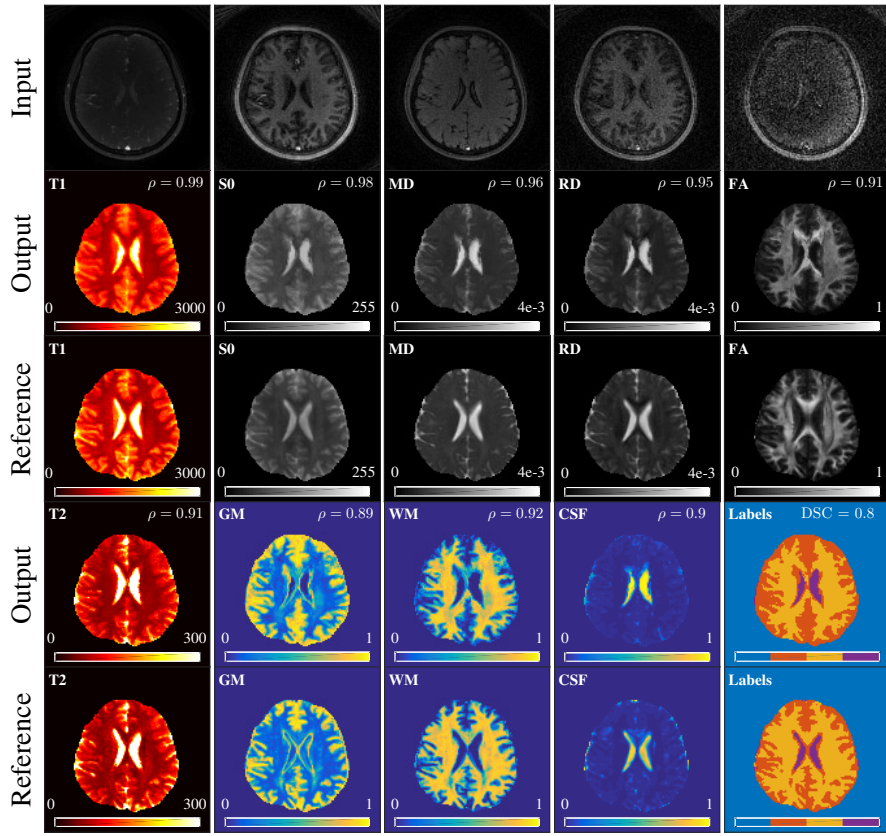 Input
Output
T1 ρ = 0.99
0 3000
S0 ρ = 0.98
0 255
MD ρ = 0.96
0 4e-3
RD ρ = 0.95
0 4e-3
FA ρ = 0.91
0 1
Reference
T1
0 3000
S0
0 255
MD
0 4e-3
RD
0 4e-3
FA
0 1
Output
T2 ρ = 0.91
0 300
GM ρ = 0.89
0 1
WM ρ = 0.92
0 1
CSF ρ = 0.9
0 1
Labels DSC = 0.8
Reference
T2
0 300
GM
0 1
WM
0 1
CSF
0 1
Labels